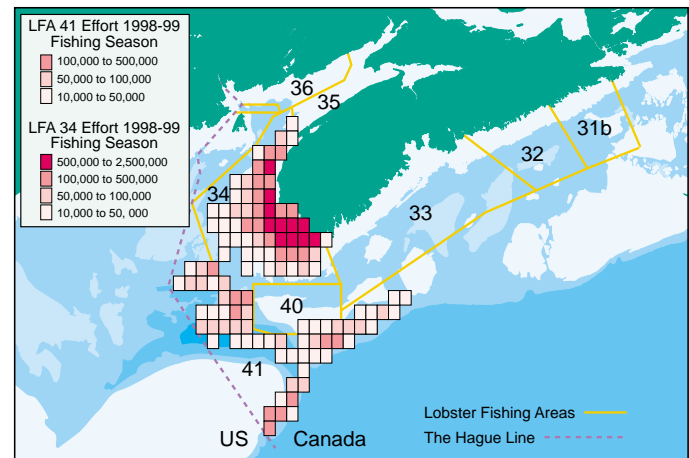 LFA 41 Effort 1998-99
Fishing Season
100,000 to 500,000
50,000 to 100,000
10,000 to 50,000
LFA 34 Effort 1998-99
Fishing Season
500,000 to 2,500,000
100,000 to 500,000
50,000 to 100,000
10,000 to 50, 000
36
35
31b
32
34
33
40
41
Lobster Fishing Areas
US Canada
The Hague Line